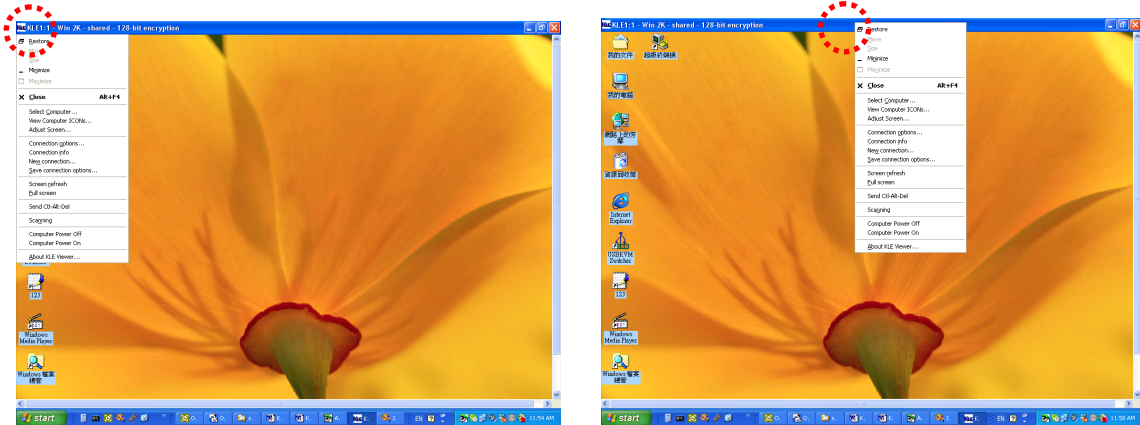 KLE1:1 - Win 2K - shared - 128-bit encryption
Restore
Move
Size
Minimize
Maximize
Close Alt+F4
Select Computer...
View Computer ICONs...
Adjust Screen...
Connection options...
Connection info
New connection...
Save connection options...
Screen refresh
Full screen
Send Ctl-Alt-Del
Scanning
Computer Power Off
Computer Power On
About KLE Viewer...
123
Windows
Media Player
Windows 檔案
總管
start
EN
11:54 AM
KLE1:1 - Win 2K - shared - 128-bit encryption
我的文件
超級終端機
我的電腦
網路上的芳
鄰
資源回收筒
Internet
Explorer
USBKVM
Switcher
123
Windows
Media Player
Windows 檔案
總管
Restore
Move
Size
Minimize
Maximize
Close Alt+F4
Select Computer...
View Computer ICONs...
Adjust Screen...
Connection options...
Connection info
New connection...
Save connection options...
Screen refresh
Full screen
Send Ctl-Alt-Del
Scanning
Computer Power Off
Computer Power On
About KLE Viewer...
start
EN
11:58 AM